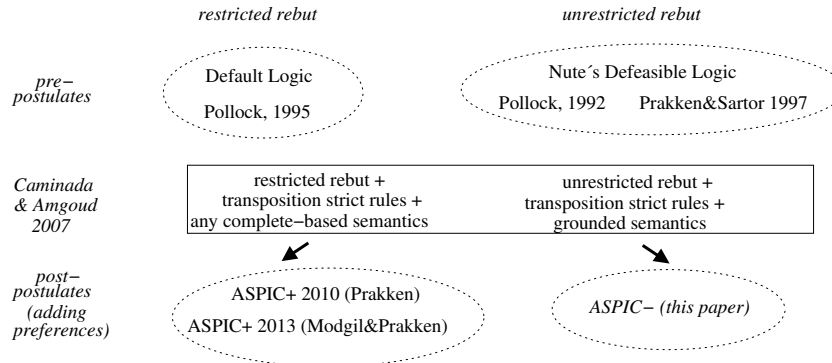 restricted rebut
unrestricted rebut
pre−
postulates
Default Logic
Pollock, 1995
Nute´s Defeasible Logic
Pollock, 1992 Prakken&Sartor 1997
Caminada
& Amgoud
2007
restricted rebut +
transposition strict rules +
any complete−based semantics
unrestricted rebut +
transposition strict rules +
grounded semantics
post−
postulates
(adding
preferences)
ASPIC+ 2010 (Prakken)
ASPIC+ 2013 (Modgil&Prakken)
ASPIC− (this paper)